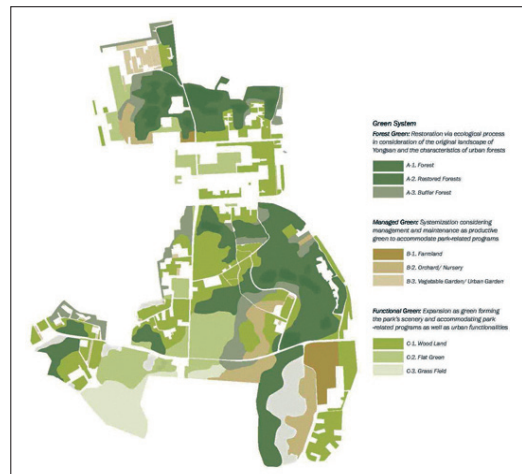 Green System
Forest Green: Restoration via ecological process
in consideration of the original landscape of
Yongsan and the characteristics of urban forests
A-1. Forest
A-2. Restored Forests
A-3. Buffer Forest
Managed Green: Systemization considering
management and maintenance as productive
green to accommodate park-related programs
B-1. Farmland
B-2. Orchard/ Nursery
B-3. Vegetable Garden/ Urban Garden
Functional Green: Expansion as green forming
the park's scenery and accommodating park
-related programs as well as urban functionalities
C-1. Wood Land
C-2. Flat Green
C-3. Grass Field